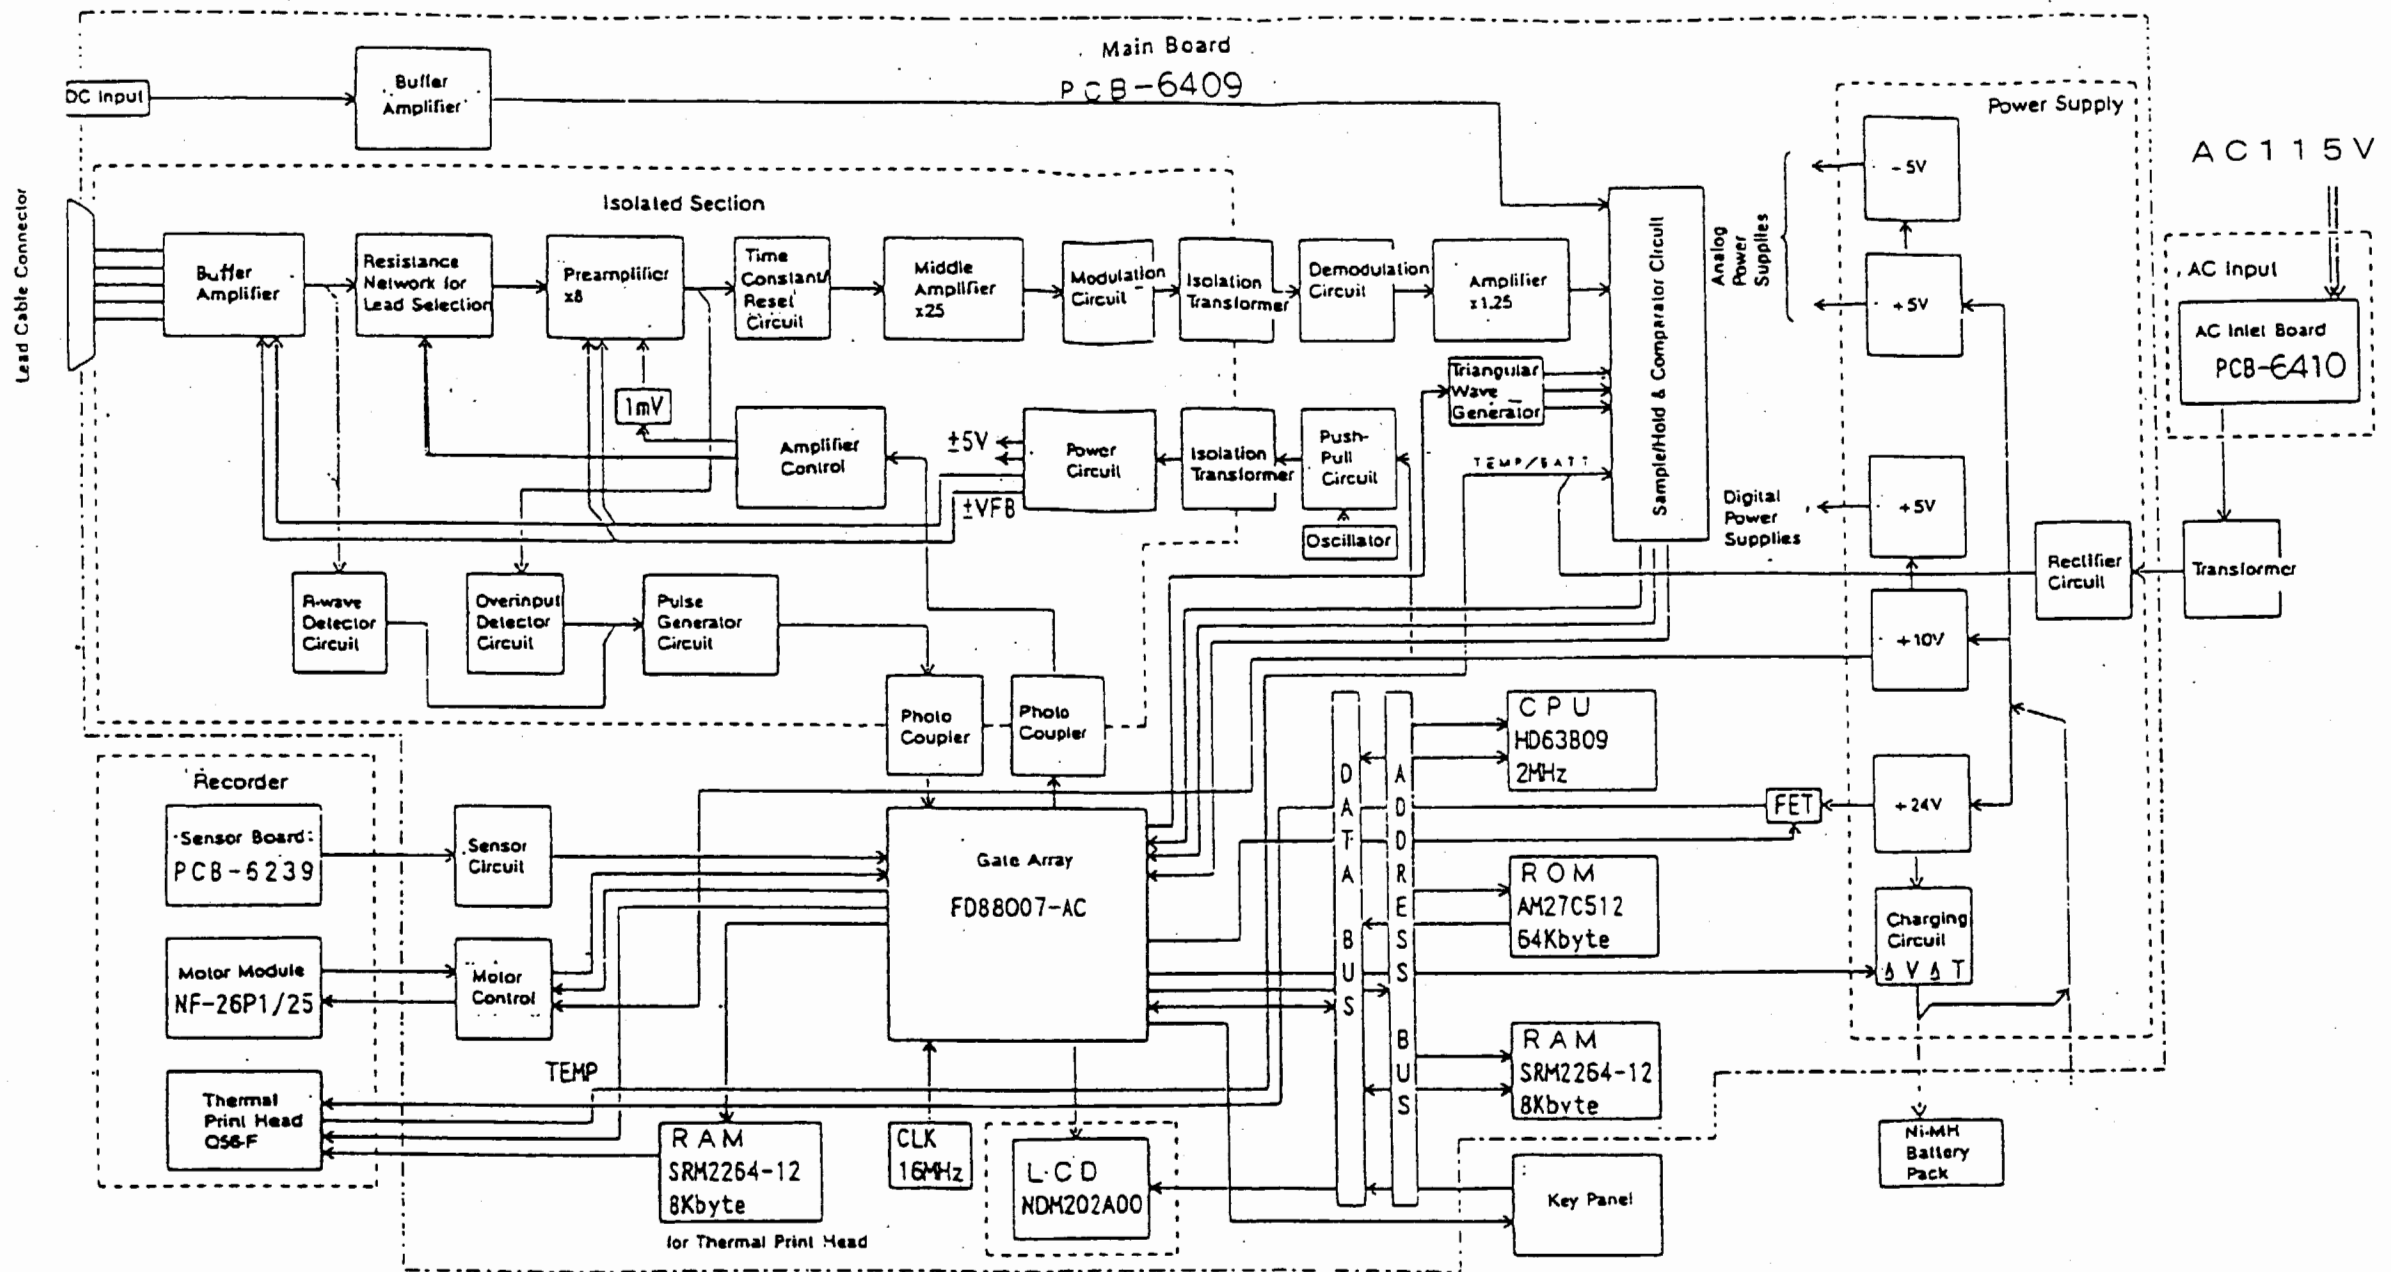 Main Board
PCB-6409
DC Input
Buffer
Amplifier
Power Supply
-5V
AC115V
Lead Cable Connector
Isolated Section
Buffer
Amplifier
Resistance
Network for
Lead Selection
Preamplifier
x8
Time
Constant/
Reset
Circuit
Middle
Amplifier
x25
Modulation
Circuit
Isolation
Transformer
Demodulation
Circuit
Amplifier
x1.25
Sample/Hold & Comparator Circuit
Analog
Power
Supplies
+5V
AC Input
AC Inlet Board
PCB-6410
1mV
Amplifier
Control
±5V
±VFB
Power
Circuit
Isolation
Transformer
Push-
Pull
Circuit
Oscillator
Triangular
Wave
Generator
TEMP/BATT
Digital
Power
Supplies
+5V
Rectifier
Circuit
Transformer
R-wave
Detector
Circuit
Overinput
Detector
Circuit
Pulse
Generator
Circuit
+10V
Photo
Coupler
Photo
Coupler
DATA BUS
ADDRESS BUS
CPU
HD63B09
2MHz
FET
+24V
Recorder
Sensor Board
PCB-6239
Sensor
Circuit
Gate Array
FD88007-AC
ROM
AM27C512
64Kbyte
Charging
Circuit
Δ V Δ T
Motor Module
NF-26P1/25
Motor
Control
RAM
SRM2264-12
8Kbyte
TEMP
Thermal
Print Head
QS6-F
RAM
SRM2264-12
8Kbyte
for Thermal Print Head
CLK
16MHz
LCD
NDM202A00
Key Panel
Ni-MH
Battery
Pack